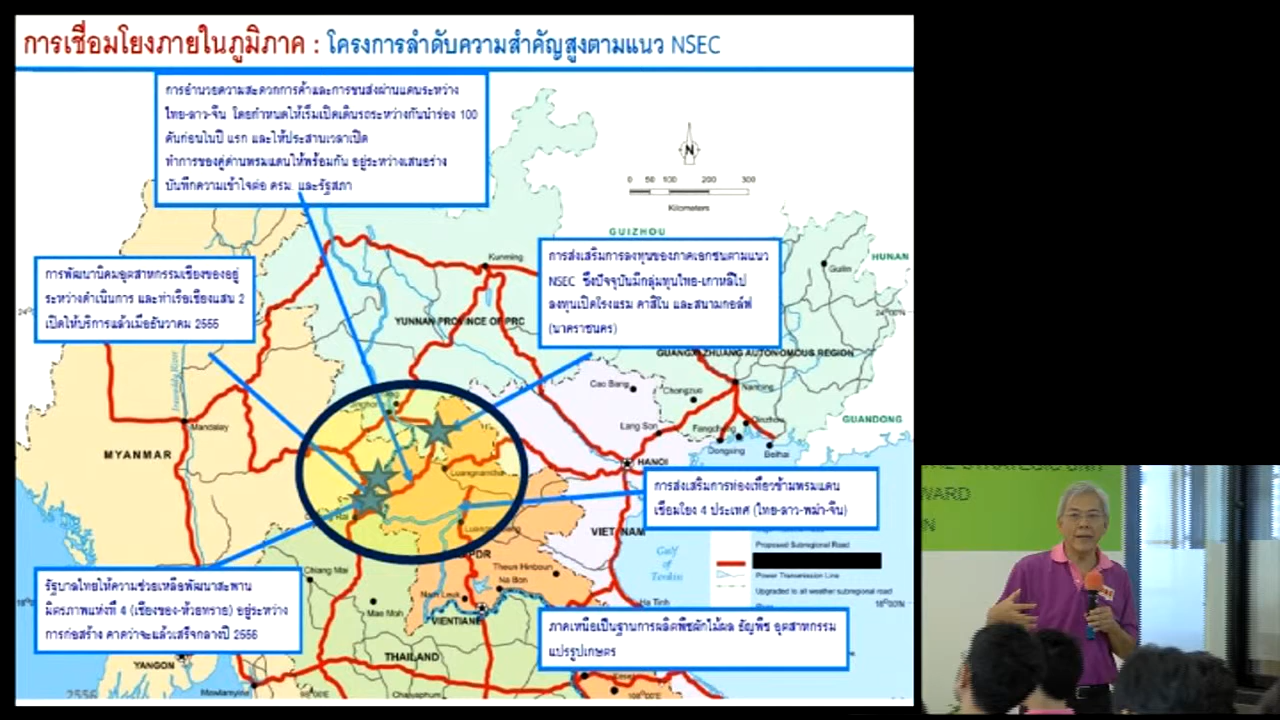 การเชื่อมโยงภายในภูมิภาค : โครงการลำดับความสำคัญสูงตามแนว NSEC
การอำนวยความสะดวกการค้าและการขนส่งผ่านแดนระหว่าง
ไทย-ลาว-จีน โดยกำหนดให้เริ่มเปิดเดินรถระหว่างกันนำร่อง 100
คันก่อนในปี แรก และให้ประสานเวลาเปิด
ทำการของคู่ด่านพรมแดนให้พร้อมกัน อยู่ระหว่างเสนอร่าง
บันทึกความเข้าใจต่อ ครม. และรัฐสภา
N
0 50 100 200 300
Kilometers
GUIZHOU
HUNAN
Guilin
Kunming
การพัฒนานิคมอุตสาหกรรมเชียงของอยู่
ระหว่างดำเนินการ และท่าเรือเชียงแสน 2
เปิดให้บริการแล้วเมื่อธันวาคม 2555
การส่งเสริมการลงทุนของภาคเอกชนตามแนว
NSEC ซึ่งปัจจุบันมีกลุ่มทุนไทย-เกาหลีไป
ลงทุนเปิดโรงแรม คาสิโน และสนามกอล์ฟ
(นาคราชนคร)
24°00'N
YUNNAN PROVINCE OF PRC
GUANGXI ZHUANG AUTONOMOUS REGION
Irrawaddy River
Cao Bang
Chongzuo
Nanning
Mandalay
Lang Son
Fangcheng
Qinzhou
GUANDONG
Dongxing
Beihai
MYANMAR
HANOI
Luangnamtha
การส่งเสริมการท่องเที่ยวข้ามพรมแดน
เชื่อมโยง 4 ประเทศ (ไทย-ลาว-พม่า-จีน)
VIET NAM
Gulf
of
Tonkin
Proposed Subregional Road
Power Transmission Line
Upgraded to all weather subregional road
PDR
Theun Hinboun
Chiang Mai
Na Bon
Nam Leuk
Mae Moh
VIENTIANE
Ha Tinh
18°00'N
รัฐบาลไทยให้ความช่วยเหลือพัฒนาสะพาน
มิตรภาพแห่งที่ 4 (เชียงของ-ห้วยทราย) อยู่ระหว่าง
การก่อสร้าง คาดว่าจะแล้วเสร็จกลางปี 2556
ภาคเหนือเป็นฐานการผลิตพืชผักไม้ผล ธัญพืช อุตสาหกรรม
แปรรูปเกษตร
THAILAND
YANGON
Mawlamyine
2556
WARD